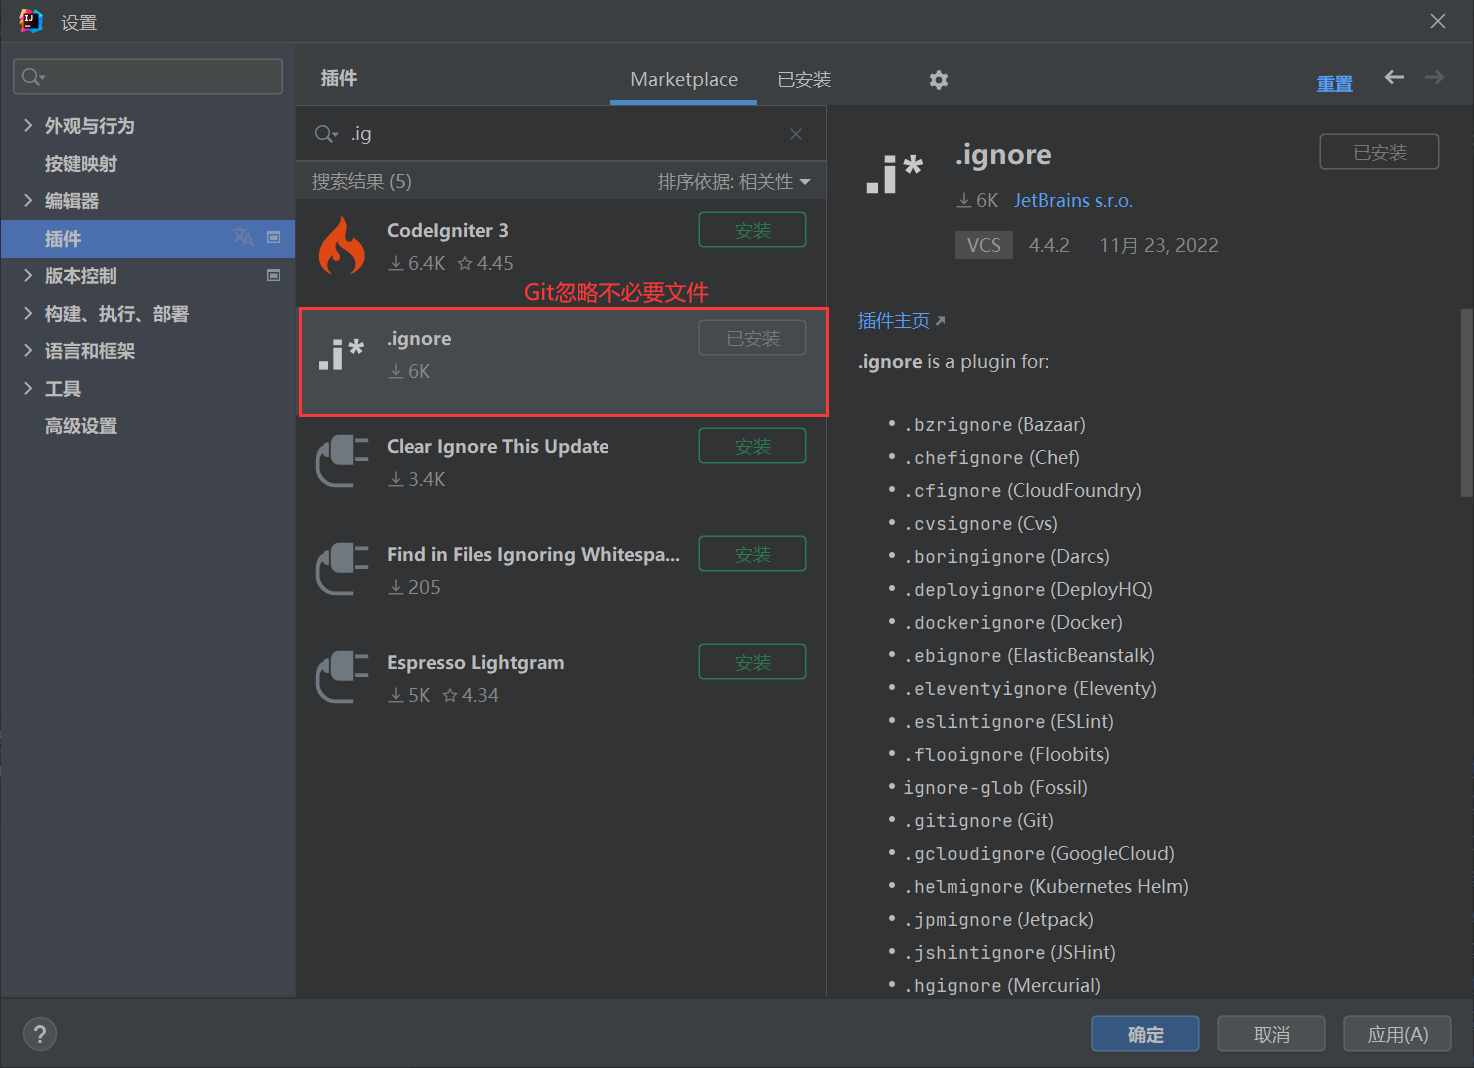 设置
插件
Marketplace
已安装
重置
外观与行为
按键映射
编辑器
插件
版本控制
构建、执行、部署
语言和框架
工具
高级设置
.ig
搜索结果 (5)
排序依据: 相关性
CodeIgniter 3
安装
6.4K 4.45
Git忽略不必要文件
.i*
.ignore
已安装
6K
Clear Ignore This Update
安装
3.4K
Find in Files Ignoring Whitespa...
安装
205
Espresso Lightgram
安装
5K 4.34
.i*
.ignore
已安装
6K JetBrains s.r.o.
VCS 4.4.2 11月 23, 2022
插件主页
.ignore is a plugin for:
• .bzrignore (Bazaar)
• .chefignore (Chef)
• .cfignore (CloudFoundry)
• .cvsignore (Cvs)
• .boringignore (Darcs)
• .deployignore (DeployHQ)
• .dockerignore (Docker)
• .ebignore (ElasticBeanstalk)
• .eleventyignore (Eleventy)
• .eslintignore (ESLint)
• .flooignore (Floobits)
• ignore-glob (Fossil)
• .gitignore (Git)
• .gcloudignore (GoogleCloud)
• .helmignore (Kubernetes Helm)
• .jpmignore (Jetpack)
• .jshintignore (JSHint)
• .hgignore (Mercurial)
?
确定
取消
应用(A)